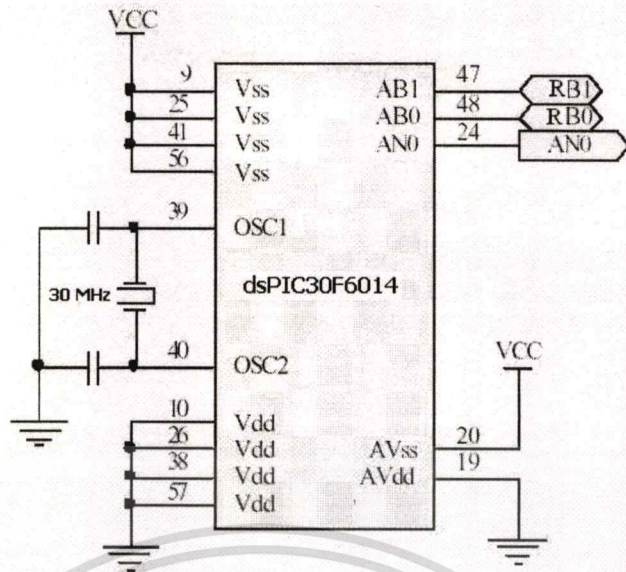 VCC
9 Vss AB1 47 RB1
25 Vss AB0 48 RB0
41 Vss AN0 24 AN0
56 Vss
39 OSC1
30 MHz dsPIC30F6014
40 OSC2
VCC
10 Vdd
26 Vdd AVss 20
38 Vdd AVdd 19
57 Vdd